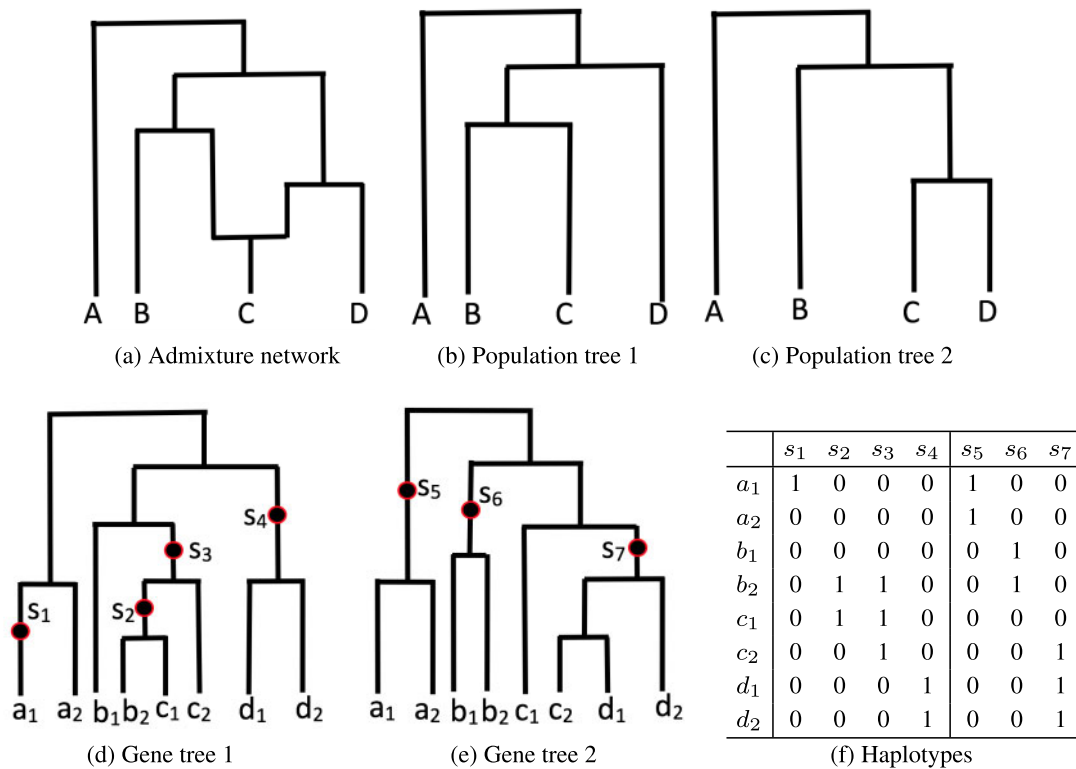 A B C D
(a) Admixture network
A B C D
(b) Population tree 1
A B C D
(c) Population tree 2
s1
s2
s3
s4
a1 a2 b1 b2 c1 c2 d1 d2
(d) Gene tree 1
s5
s6
s7
a1 a2 b1 b2 c1 c2 d1 d2
(e) Gene tree 2
s1 s2 s3 s4 s5 s6 s7
a1 1 0 0 0 1 0 0
a2 0 0 0 0 1 0 0
b1 0 0 0 0 0 1 0
b2 0 1 1 0 0 1 0
c1 0 1 1 0 0 0 0
c2 0 0 1 0 0 0 1
d1 0 0 0 1 0 0 1
d2 0 0 0 1 0 0 1
(f) Haplotypes